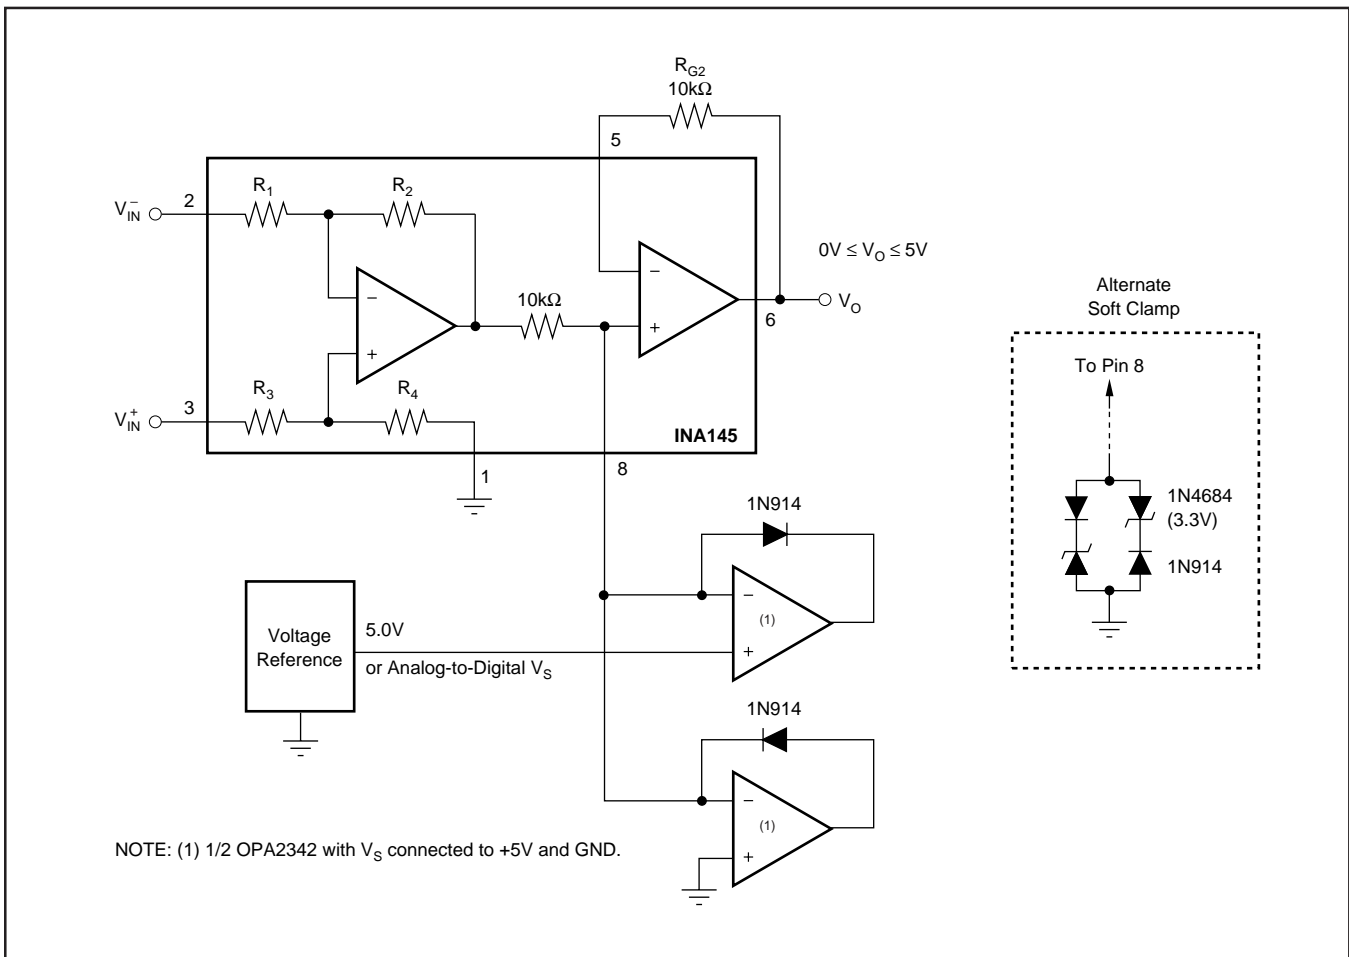 R_G2
10kΩ
5
R_1
R_2
V_IN^−
2
−
+
10kΩ
−
+
0V ≤ V_O ≤ 5V
V_O
6
Alternate
Soft Clamp
To Pin 8
1N4684
(3.3V)
1N914
V_IN^+
3
R_3
R_4
INA145
1
8
1N914
−
(1)
+
Voltage
Reference
5.0V
or Analog-to-Digital V_S
1N914
−
(1)
+
NOTE: (1) 1/2 OPA2342 with V_S connected to +5V and GND.